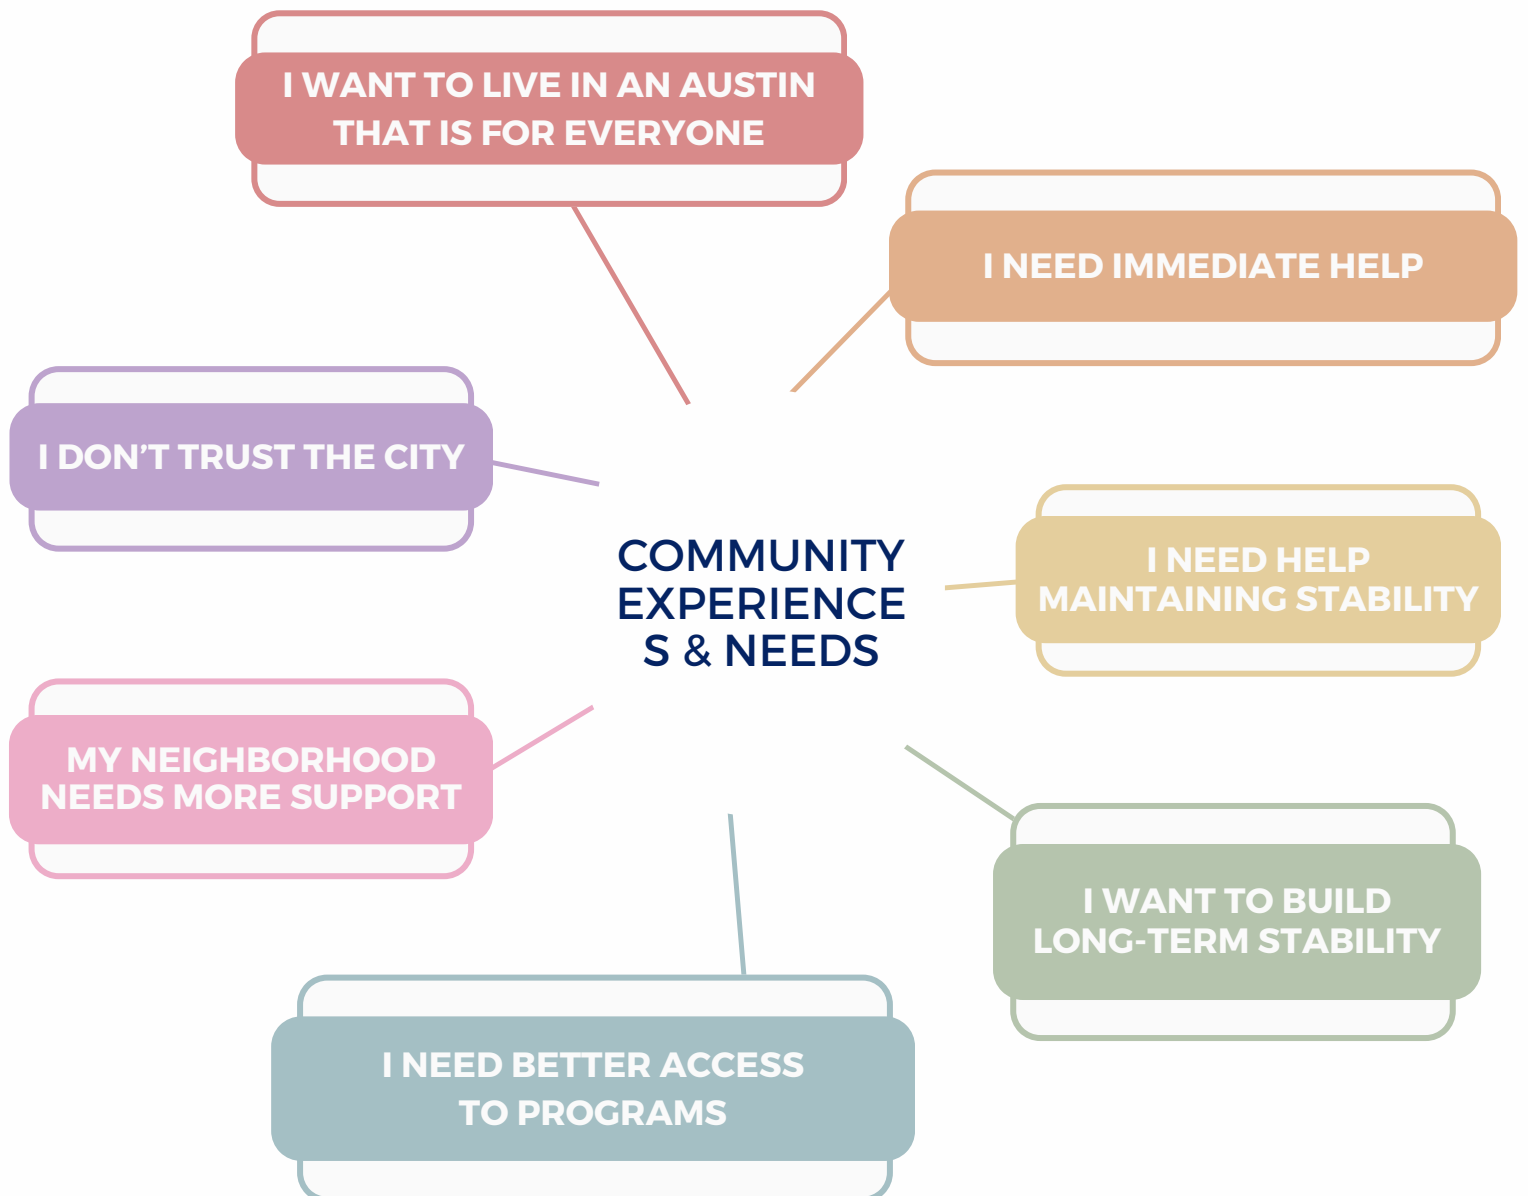 I WANT TO LIVE IN AN AUSTIN
THAT IS FOR EVERYONE
I NEED IMMEDIATE HELP
I DON’T TRUST THE CITY
COMMUNITY
EXPERIENCE
S & NEEDS
I NEED HELP
MAINTAINING STABILITY
MY NEIGHBORHOOD
NEEDS MORE SUPPORT
I WANT TO BUILD
LONG-TERM STABILITY
I NEED BETTER ACCESS
TO PROGRAMS